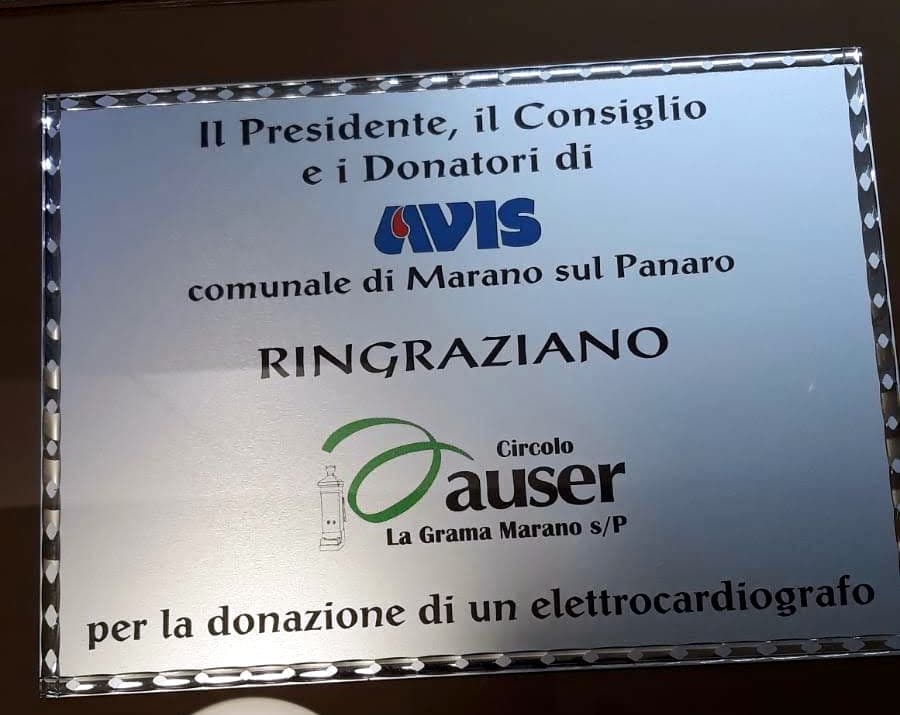 Il Presidente, il Consiglio
e i Donatori di
AVIS
comunale di Marano sul Panaro
RINGRAZIANO
Circolo
auser
La Grama Marano s/P
per la donazione di un elettrocardiografo